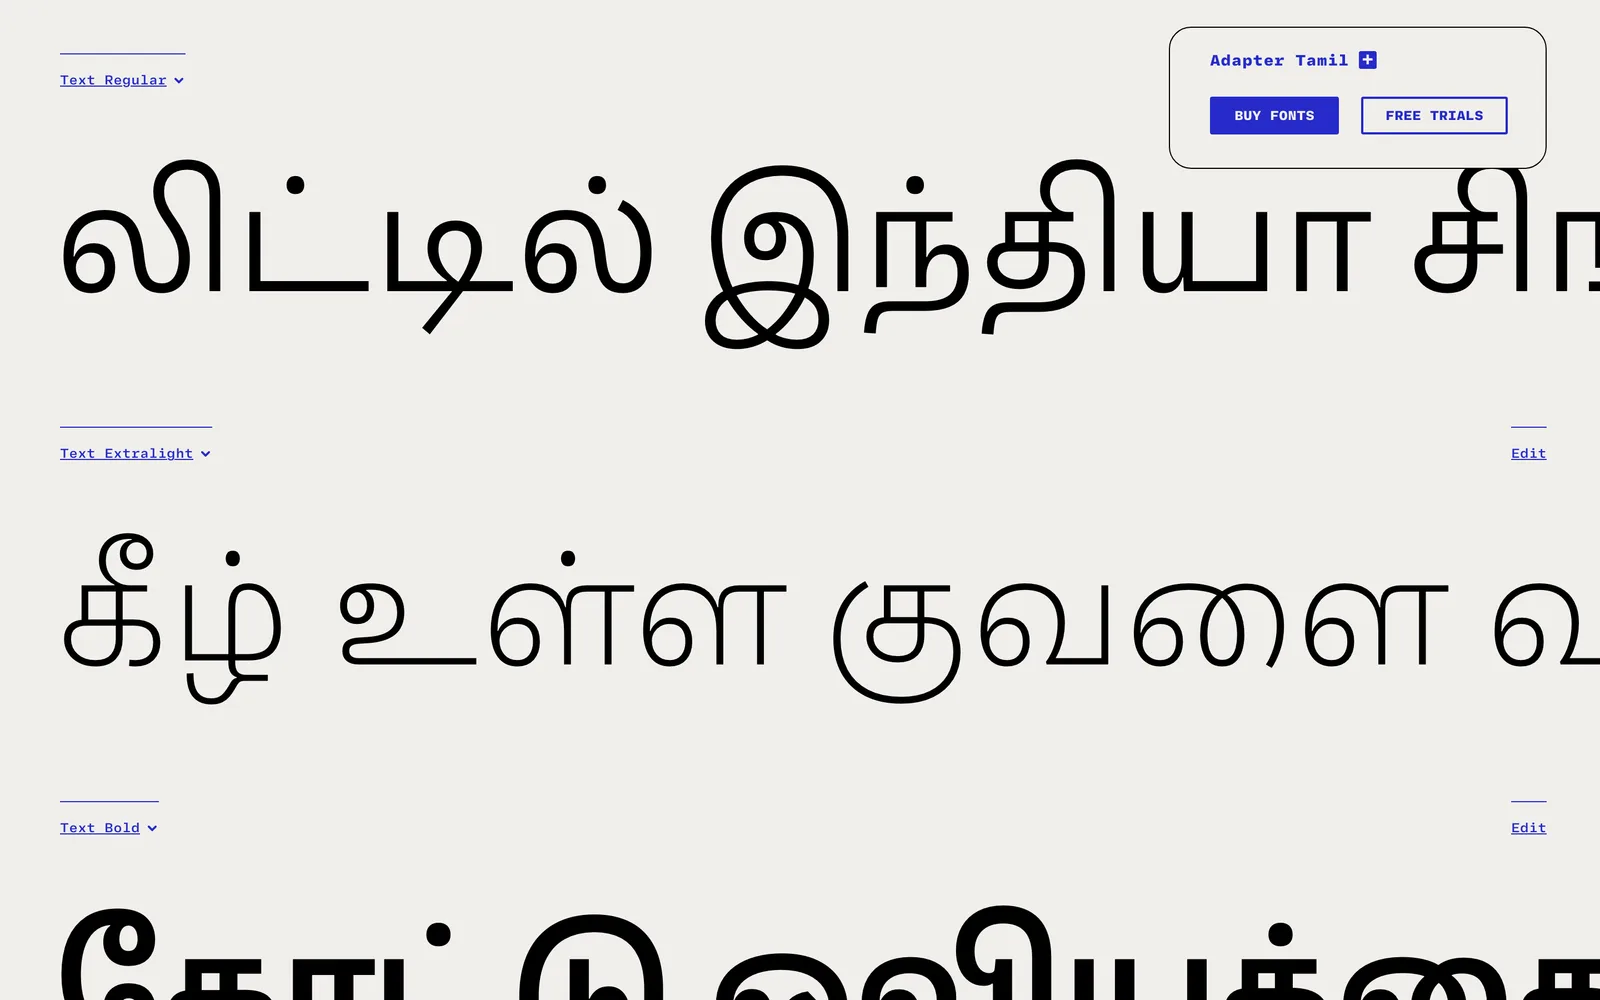 Adapter Tamil +
BUY FONTS FREE TRIALS
Text Regular
லிட்டில் இந்தியா
Text Extralight
Edit
கீழ் உள்ள குவளை
Text Bold
Edit